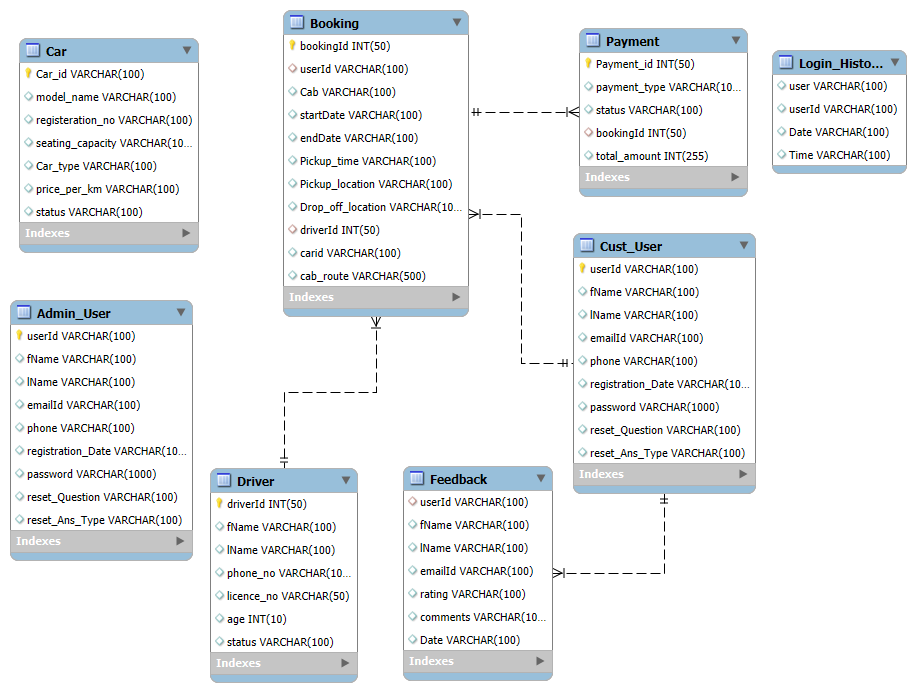 Car
Car_id VARCHAR(100)
model_name VARCHAR(100)
registeration_no VARCHAR(100)
seating_capacity VARCHAR(10...
Car_type VARCHAR(100)
price_per_km VARCHAR(100)
status VARCHAR(100)
Indexes
Booking
bookingId INT(50)
userId VARCHAR(100)
Cab VARCHAR(100)
startDate VARCHAR(100)
endDate VARCHAR(100)
Pickup_time VARCHAR(100)
Pickup_location VARCHAR(100)
Drop_off_location VARCHAR(10...
driverId INT(50)
carid VARCHAR(100)
cab_route VARCHAR(500)
Indexes
Payment
Payment_id INT(50)
payment_type VARCHAR(10...
status VARCHAR(100)
bookingId INT(50)
total_amount INT(255)
Indexes
Login_Histo...
user VARCHAR(100)
userId VARCHAR(100)
Date VARCHAR(100)
Time VARCHAR(100)
Admin_User
userId VARCHAR(100)
fName VARCHAR(100)
lName VARCHAR(100)
emailId VARCHAR(100)
phone VARCHAR(100)
registration_Date VARCHAR(10...
password VARCHAR(1000)
reset_Question VARCHAR(100)
reset_Ans_Type VARCHAR(100)
Indexes
Cust_User
userId VARCHAR(100)
fName VARCHAR(100)
lName VARCHAR(100)
emailId VARCHAR(100)
phone VARCHAR(100)
registration_Date VARCHAR(10...
password VARCHAR(1000)
reset_Question VARCHAR(100)
reset_Ans_Type VARCHAR(100)
Indexes
Driver
driverId INT(50)
fName VARCHAR(100)
lName VARCHAR(100)
phone_no VARCHAR(10...
licence_no VARCHAR(50)
age INT(10)
status VARCHAR(100)
Indexes
Feedback
userId VARCHAR(100)
fName VARCHAR(100)
lName VARCHAR(100)
emailId VARCHAR(100)
rating VARCHAR(100)
comments VARCHAR(10...
Date VARCHAR(100)
Indexes